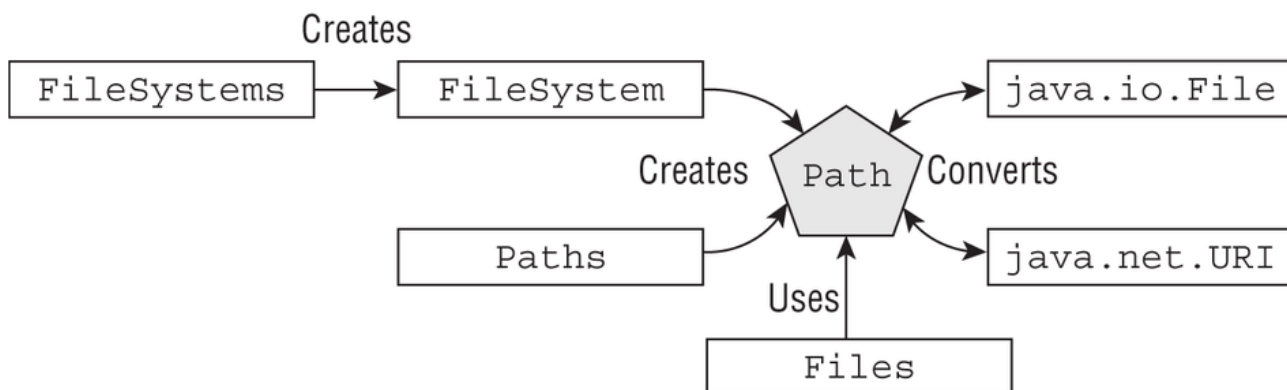 Creates
FileSystems
FileSystem
java.io.File
Creates
Path
Converts
Paths
java.net.URI
Uses
Files